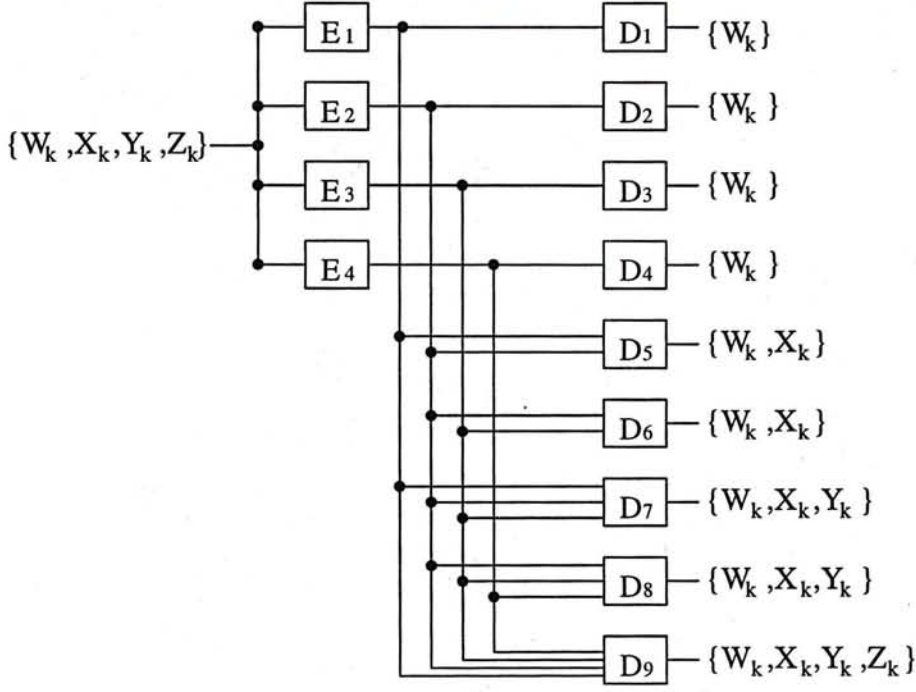 E1 D1 {W_k}
E2 D2 {W_k }
{W_k ,X_k, Y_k ,Z_k}
E3 D3 {W_k }
E4 D4 {W_k }
D5 {W_k ,X_k}
D6 {W_k ,X_k}
D7 {W_k, X_k, Y_k }
D8 {W_k ,X_k, Y_k }
D9 {W_k, X_k, Y_k , Z_k}